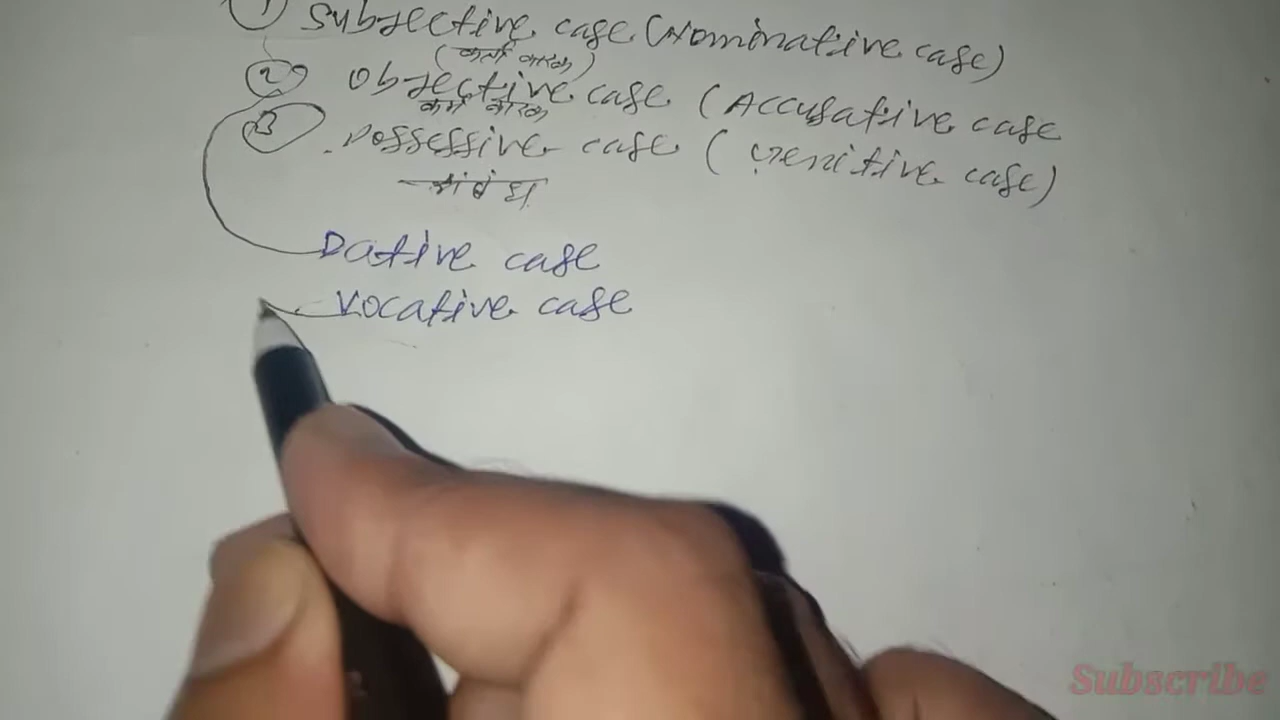 1 Subjective case (Nominative case)
(कर्ता कारक)
2 Objective case (Accusative case
कर्म कारक
3 Possessive case (Genitive case)
संबंध
Dative case
Vocative case
Subscribe